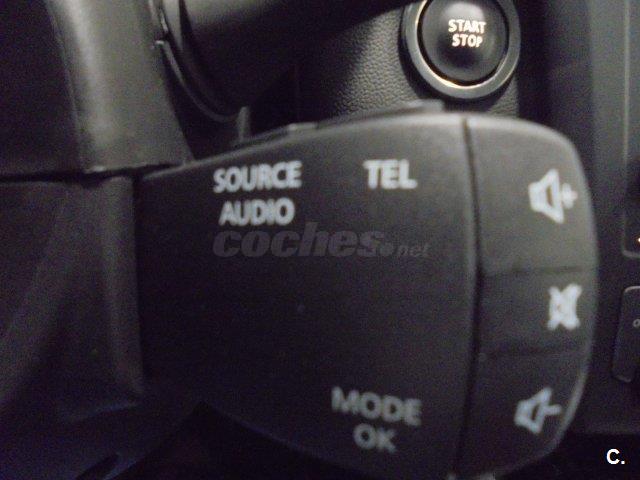 START
STOP
SOURCE
AUDIO
TEL
coches.net
MODE
OK
C.